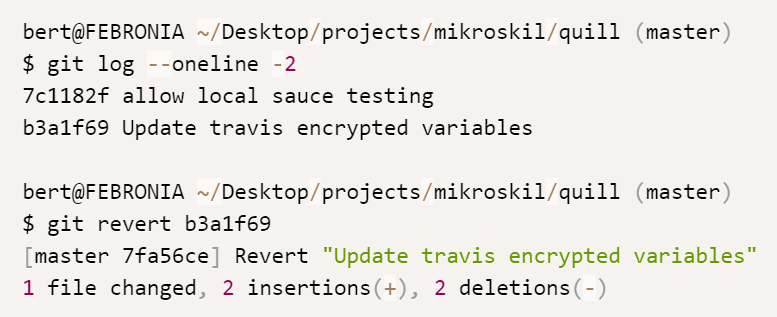 bert@FEBRONIA ~/Desktop/projects/mikroskil/quill (master)
$ git log --oneline -2
7c1182f allow local sauce testing
b3a1f69 Update travis encrypted variables
bert@FEBRONIA ~/Desktop/projects/mikroskil/quill (master)
$ git revert b3a1f69
[master 7fa56ce] Revert "Update travis encrypted variables"
1 file changed, 2 insertions(+), 2 deletions(-)